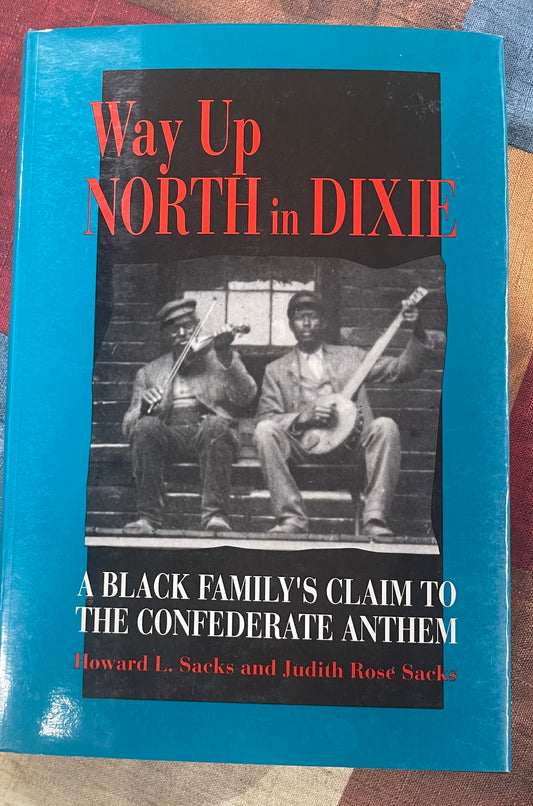 Way Up
NORTH in DIXIE
A BLACK FAMILY'S CLAIM TO
THE CONFEDERATE ANTHEM
Howard L. Sacks and Judith Rose Sacks